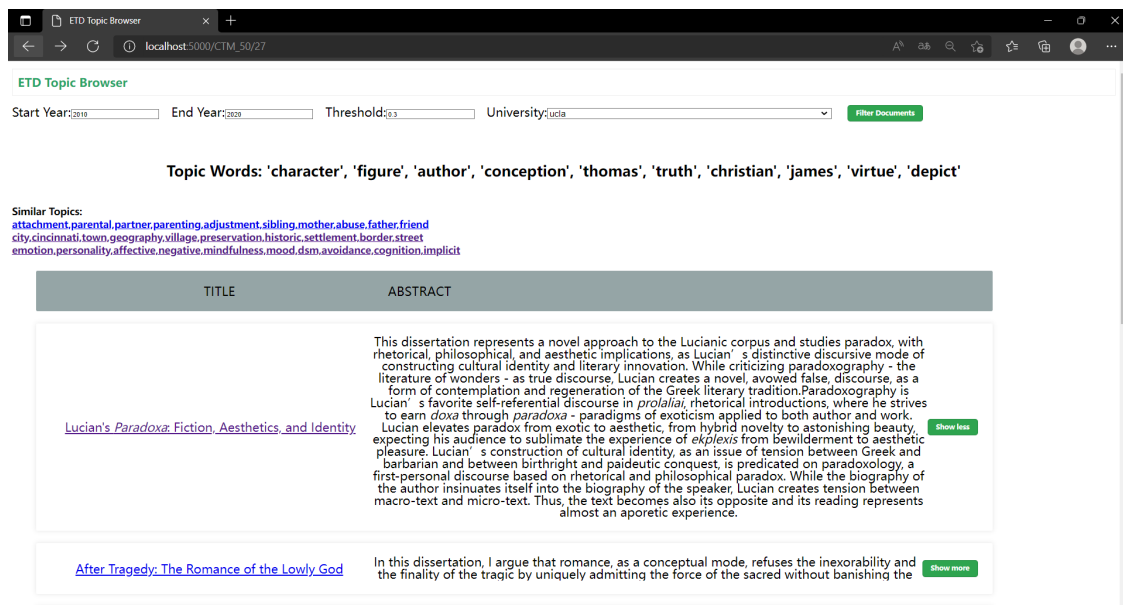 ETD Topic Browser
localhost:5000/CTM_50/27
ETD Topic Browser
Start Year: 2010 End Year: 2020 Threshold: 0.3 University: ucla Filter Documents
Topic Words: 'character', 'figure', 'author', 'conception', 'thomas', 'truth', 'christian', 'james', 'virtue', 'depict'
Similar Topics:
attachment,parental,partner,parenting,adjustment,sibling,mother,abuse,father,friend
city,cincinnati,town,geography,village,preservation,historic,settlement,border,street
emotion,personality,affective,negative,mindfulness,mood,dsm,avoidance,cognition,implicit
TITLE ABSTRACT
This dissertation represents a novel approach to the Lucianic corpus and studies paradox, with
rhetorical, philosophical, and aesthetic implications, as Lucian's distinctive discursive mode of
constructing cultural identity and literary innovation. While criticizing paradoxography - the
literature of wonders - as true discourse, Lucian creates a novel, avowed false, discourse, as a
form of contemplation and regeneration of the Greek literary tradition.Paradoxography is
Lucian's favorite self-referential discourse in prolaliai, rhetorical introductions, where he strives
to earn doxa through paradoxa - paradigms of exoticism applied to both author and work.
Lucian's Paradoxa: Fiction, Aesthetics, and Identity Lucian elevates paradox from exotic to aesthetic, from hybrid novelty to astonishing beauty, Show less
expecting his audience to sublimate the experience of ekplexis from bewilderment to aesthetic
pleasure. Lucian's construction of cultural identity, as an issue of tension between Greek and
barbarian and between birthright and paideutic conquest, is predicated on paradoxology, a
first-personal discourse based on rhetorical and philosophical paradox. While the biography of
the author insinuates itself into the biography of the speaker, Lucian creates tension between
macro-text and micro-text. Thus, the text becomes also its opposite and its reading represents
almost an aporetic experience.
After Tragedy: The Romance of the Lowly God In this dissertation, I argue that romance, as a conceptual mode, refuses the inexorability and Show more
the finality of the tragic by uniquely admitting the force of the sacred without banishing the